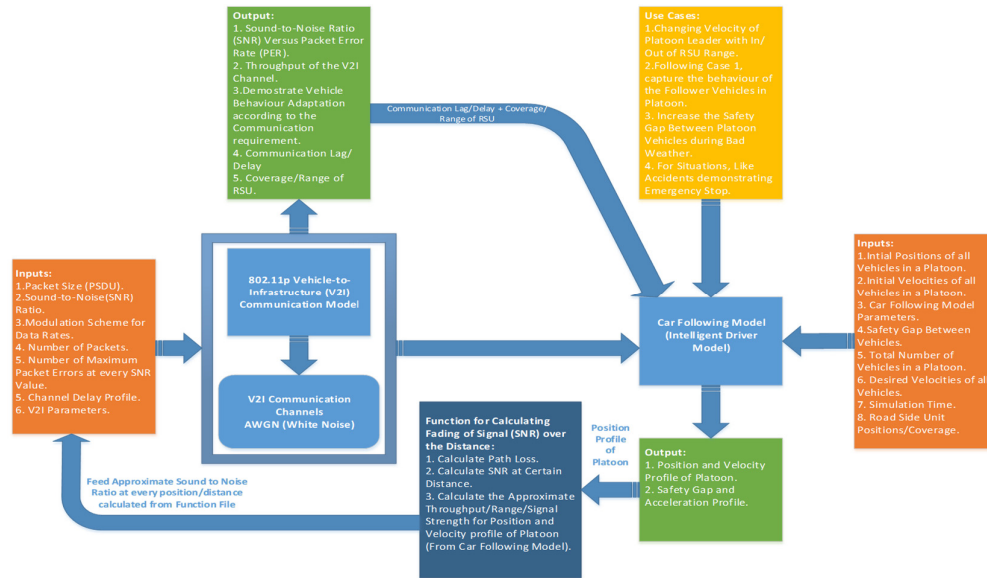 Output:
1. Sound-to-Noise Ratio
(SNR) Versus Packet Error
Rate (PER).
2. Throughput of the V2I
Channel.
3.Demostrate Vehicle
Behaviour Adaptation
according to the
Communication
requirement.
4. Communication Lag/
Delay
5. Coverage/Range of
RSU.
Communication Lag/Delay + Coverage/
Range of RSU
Use Cases:
1.Changing Velocity of
Platoon Leader with In/
Out of RSU Range.
2.Following Case 1,
capture the behaviour of
the Follower Vehicles in
Platoon.
3. Increase the Safety
Gap Between Platoon
Vehicles during Bad
Weather.
4. For Situations, Like
Accidents demonstrating
Emergency Stop.
Inputs:
1.Packet Size (PSDU).
2.Sound-to-Noise(SNR)
Ratio.
3.Modulation Scheme for
Data Rates.
4. Number of Packets.
5. Number of Maximum
Packet Errors at every SNR
Value.
5. Channel Delay Profile.
6. V2I Parameters.
802.11p Vehicle-to-
Infrastructure (V2I)
Communication Model
V2I Communication
Channels
AWGN (White Noise)
Car Following Model
(Intelligent Driver
Model)
Inputs:
1.Intial Positions of all
Vehicles in a Platoon.
2.Initial Velocities of all
Vehicles in a Platoon.
3. Car Following Model
Parameters.
4.Safety Gap Between
Vehicles.
5. Total Number of
Vehicles in a Platoon.
6. Desired Velocities of all
Vehicles.
7. Simulation Time.
8. Road Side Unit
Positions/Coverage.
Function for Calculating
Fading of Signal (SNR) over
the Distance:
1. Calculate Path Loss.
2. Calculate SNR at Certain
Distance.
3. Calculate the Approximate
Throughput/Range/Signal
Strength for Position and
Velocity profile of Platoon
(From Car Following Model).
Position
Profile
of
Platoon
Output:
1. Position and Velocity
Profile of Platoon.
2. Safety Gap and
Acceleration Profile.
Feed Approximate Sound to Noise
Ratio at every position/distance
calculated from Function File